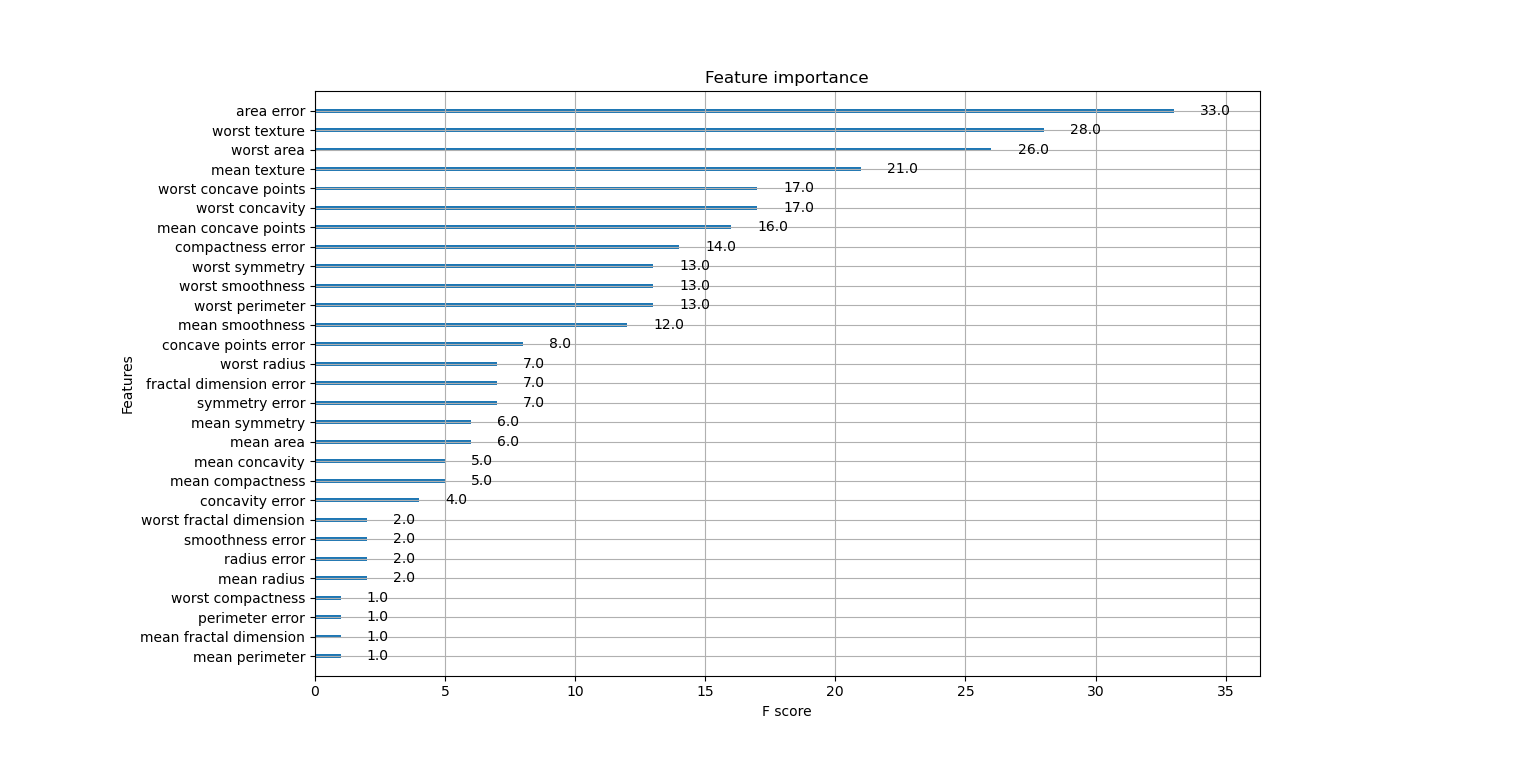 Feature importance
area error 33.0
worst texture 28.0
worst area 26.0
mean texture 21.0
worst concave points 17.0
worst concavity 17.0
mean concave points 16.0
compactness error 14.0
worst symmetry 13.0
worst smoothness 13.0
worst perimeter 13.0
mean smoothness 12.0
concave points error 8.0
worst radius 7.0
fractal dimension error 7.0
symmetry error 7.0
mean symmetry 6.0
mean area 6.0
mean concavity 5.0
mean compactness 5.0
concavity error 4.0
worst fractal dimension 2.0
smoothness error 2.0
radius error 2.0
mean radius 2.0
worst compactness 1.0
perimeter error 1.0
mean fractal dimension 1.0
mean perimeter 1.0
Features
0 5 10 15 20 25 30 35
F score